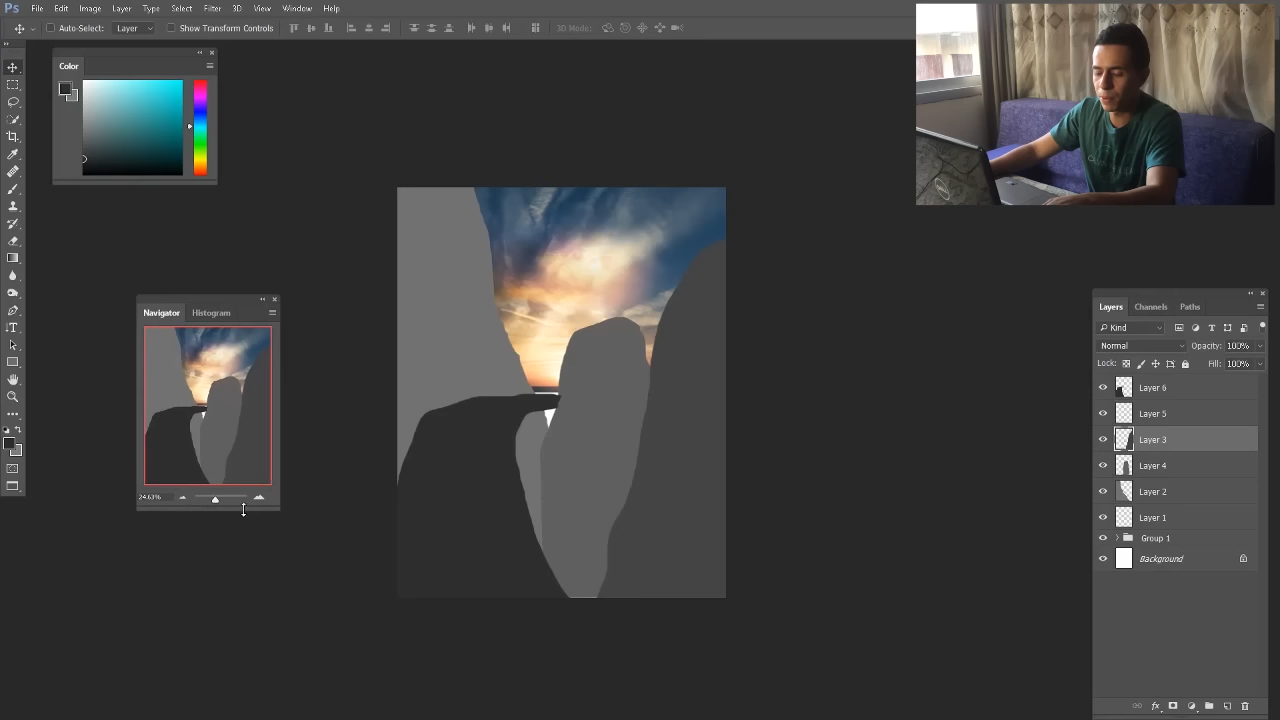 Ps File Edit Image Layer Type Select Filter 3D View Window Help
Auto-Select: Layer Show Transform Controls 3D Mode:
Color
Navigator Histogram
24.63%
Layers Channels Paths
Kind
Normal Opacity: 100%
Lock: Fill: 100%
Layer 6
Layer 5
Layer 3
Layer 4
Layer 2
Layer 1
Group 1
Background
fx